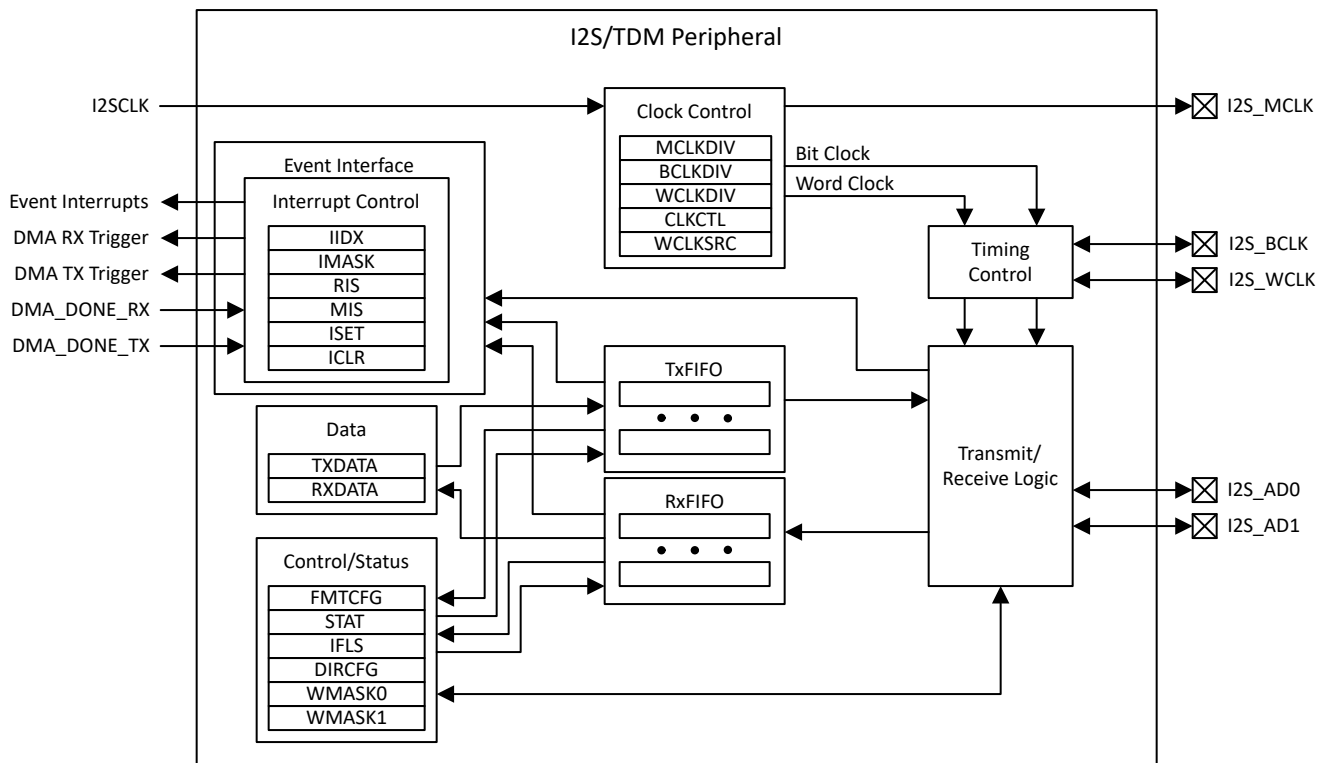 I2S/TDM Peripheral
I2SCLK
Clock Control
MCLKDIV
BCLKDIV
WCLKDIV
CLKCTL
WCLKSRC
I2S_MCLK
Bit Clock
Word Clock
Event Interface
Interrupt Control
IIDX
IMASK
RIS
MIS
ISET
ICLR
Event Interrupts
DMA RX Trigger
DMA TX Trigger
DMA_DONE_RX
DMA_DONE_TX
Timing
Control
I2S_BCLK
I2S_WCLK
TxFIFO
Data
TXDATA
RXDATA
RxFIFO
Transmit/
Receive Logic
I2S_AD0
I2S_AD1
Control/Status
FMTCFG
STAT
IFLS
DIRCFG
WMASK0
WMASK1